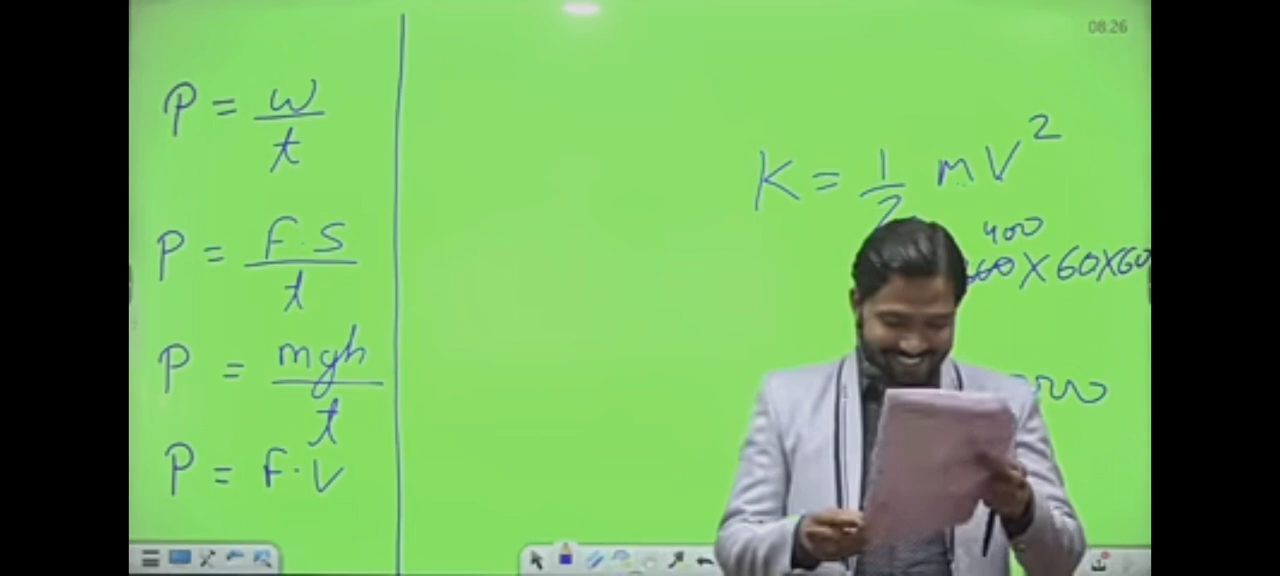 08:26
P = w/t
P = F.S/t
P = mgh/t
P = F.V
K = 1/2 mV²
400
X 60X60